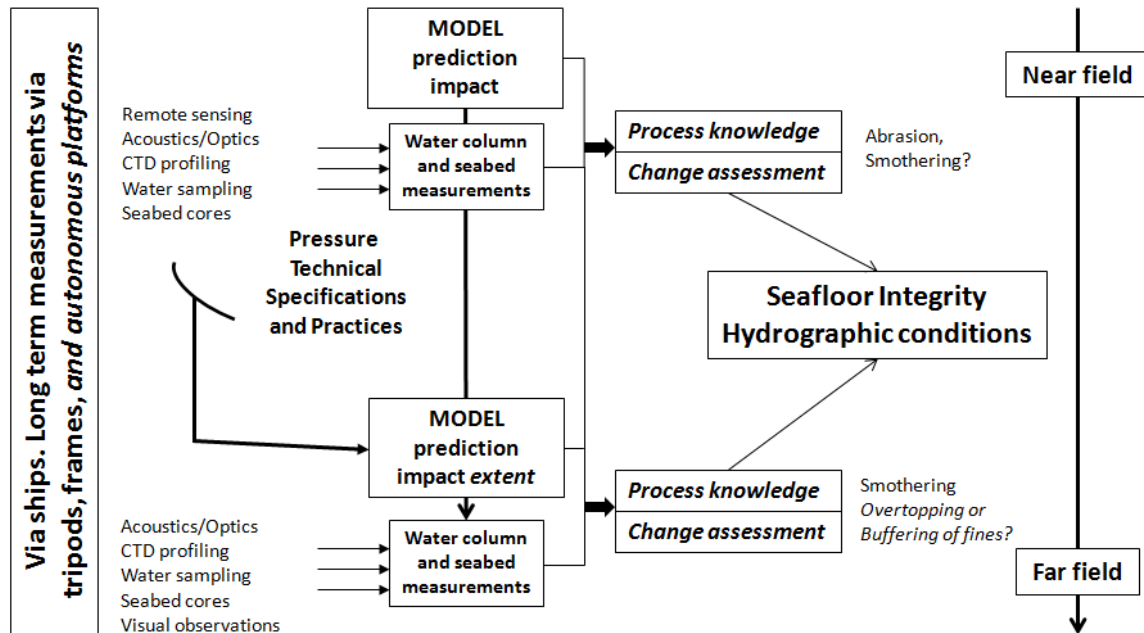 Via ships. Long term measurements via
tripods, frames, and autonomous platforms
MODEL
prediction
impact
Remote sensing
Acoustics/Optics
CTD profiling
Water sampling
Seabed cores
Water column
and seabed
measurements
Process knowledge
Change assessment
Abrasion,
Smothering?
Near field
Pressure
Technical
Specifications
and Practices
Seafloor Integrity
Hydrographic conditions
MODEL
prediction
impact extent
Process knowledge
Change assessment
Smothering
Overtopping or
Buffering of fines?
Acoustics/Optics
CTD profiling
Water sampling
Seabed cores
Visual observations
Water column
and seabed
measurements
Far field